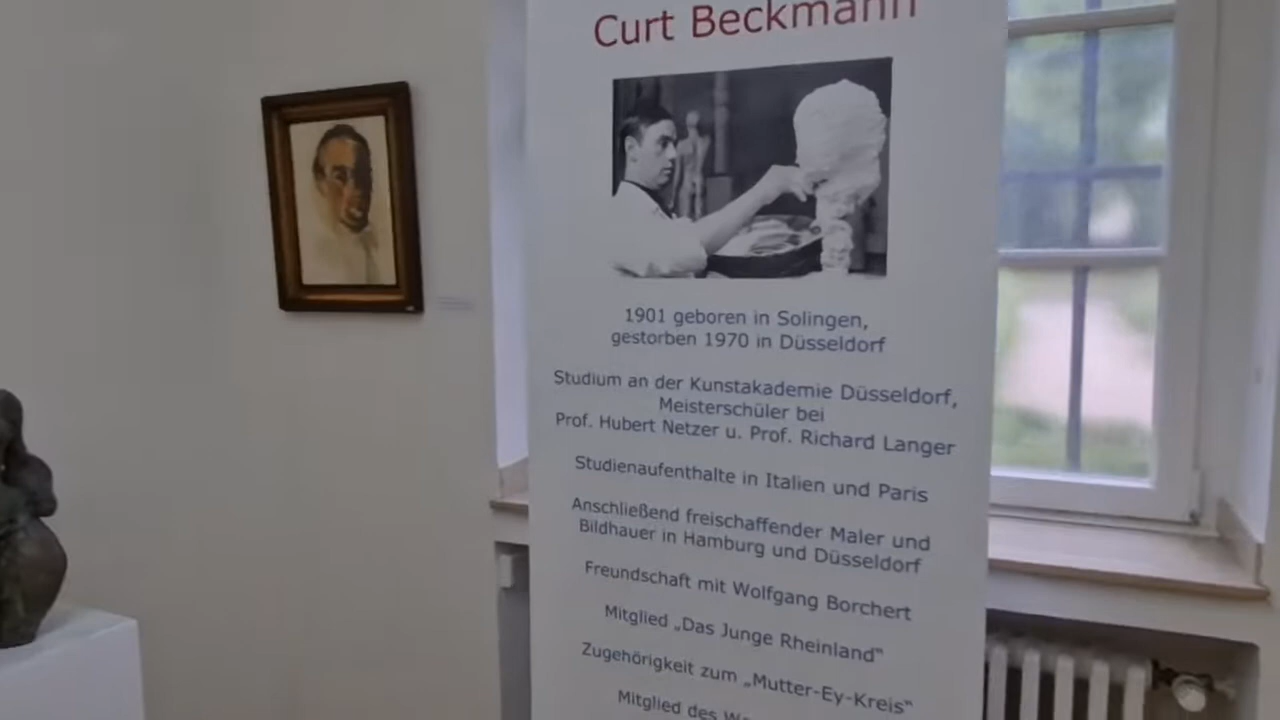 Curt Beckmann
1901 geboren in Solingen,
gestorben 1970 in Düsseldorf
Studium an der Kunstakademie Düsseldorf,
Meisterschüler bei
Prof. Hubert Netzer u. Prof. Richard Langer
Studienaufenthalte in Italien und Paris
Anschließend freischaffender Maler und
Bildhauer in Hamburg und Düsseldorf
Freundschaft mit Wolfgang Borchert
Mitglied „Das Junge Rheinland“
Zugehörigkeit zum „Mutter-Ey-Kreis“
Mitglied des